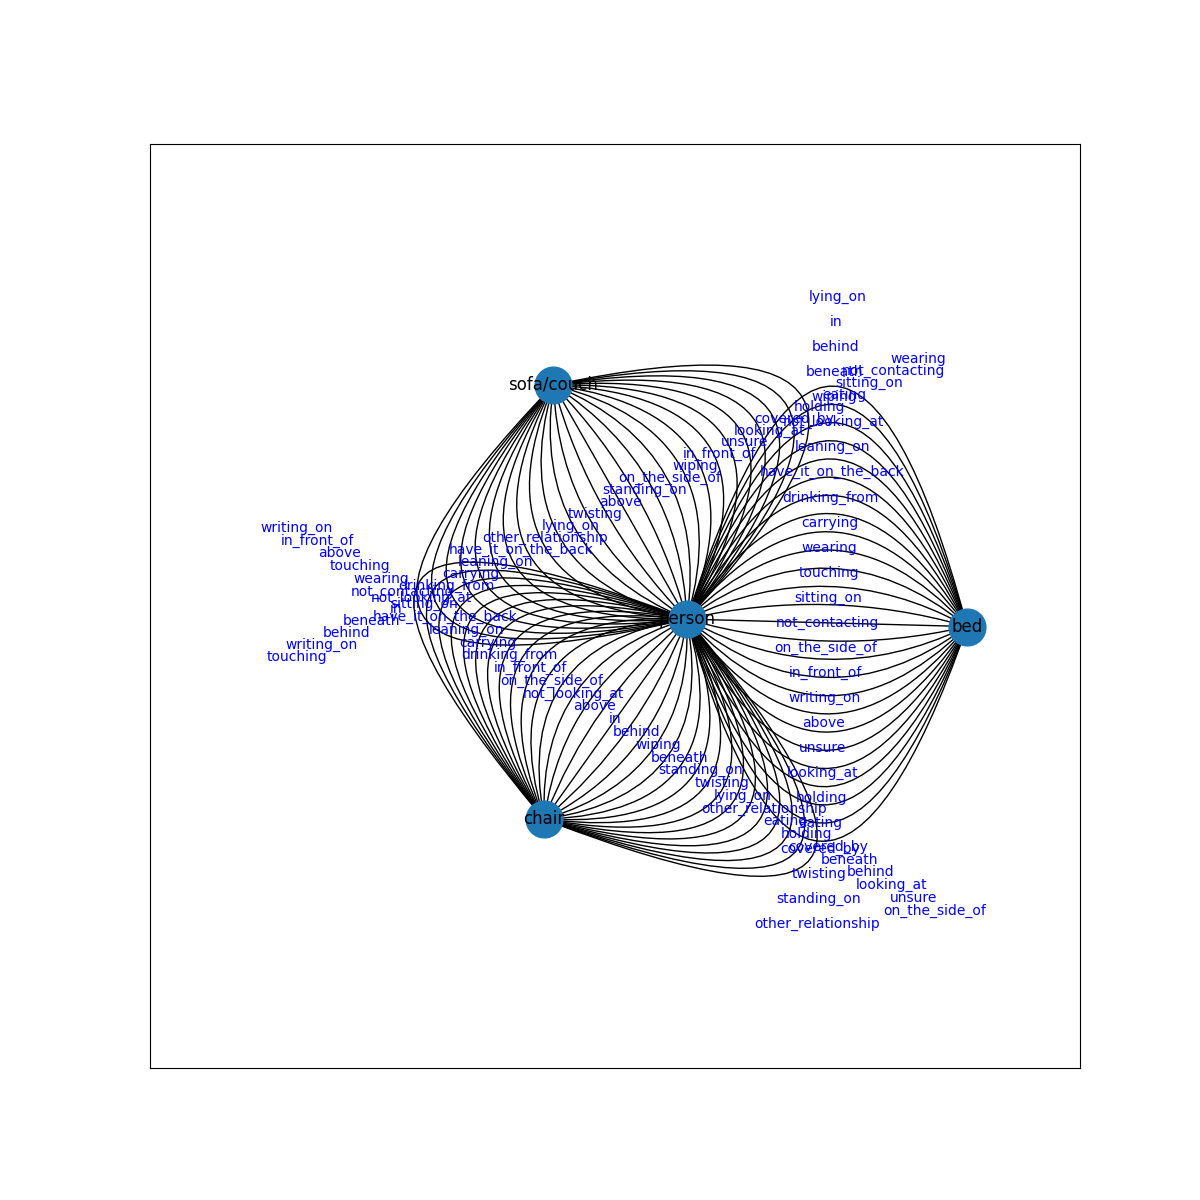 lying_on
in
behind
wearing
beneath
not_contacting
sofa/couch
sitting_on
eating
wiping
holding
covered_by
not_looking_at
looking_at
unsure
leaning_on
in_front_of
wiping
have_it_on_the_back
on_the_side_of
standing_on
drinking_from
above
twisting
carrying
lying_on
writing_on
other_relationship
in_front_of
have_it_on_the_back
wearing
above
leaning_on
touching
carrying
touching
wearing
drinking_from
not_contacting
not_looking_at
sitting_on
sitting_on
in
have_it_on_the_back
beneath
person
not_contacting
bed
leaning_on
behind
carrying
writing_on
on_the_side_of
drinking_from
touching
in_front_of
in_front_of
on_the_side_of
not_looking_at
writing_on
above
in
above
behind
wiping
unsure
beneath
standing_on
looking_at
twisting
lying_on
holding
other_relationship
chair
eating
eating
holding
covered_by
covered_by
beneath
twisting
behind
looking_at
standing_on
unsure
on_the_side_of
other_relationship